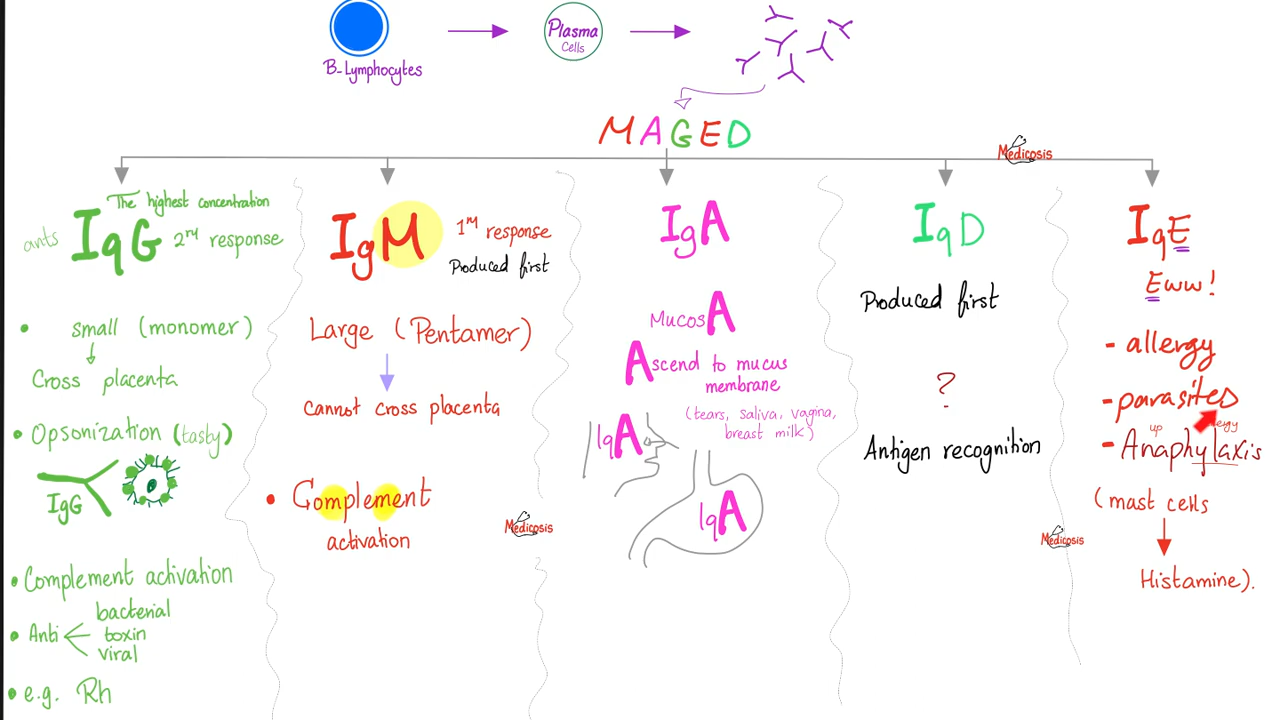 B-Lymphocytes
Plasma
Cells
MAGED
Medicosis
The highest concentration
ants IgG 2nd response
• small (monomer)
Cross placenta
• Opsonization (tasty)
IgG
• Complement activation
• Anti
bacterial
toxin
viral
• e.g. Rh
IgM 1st response
Produced first
Large (Pentamer)
Cannot cross placenta
• Complement
activation
Medicosis
IgA
MucosA
Ascend to mucus
membrane
(tears, saliva, vagina,
breast milk)
IgA
IgA
IgD
Produced first
?
Antigen recognition
IgE
Eww!
- allergy
- parasites
up
- Anaphylaxis
(mast cells
Histamine).
Medicosis